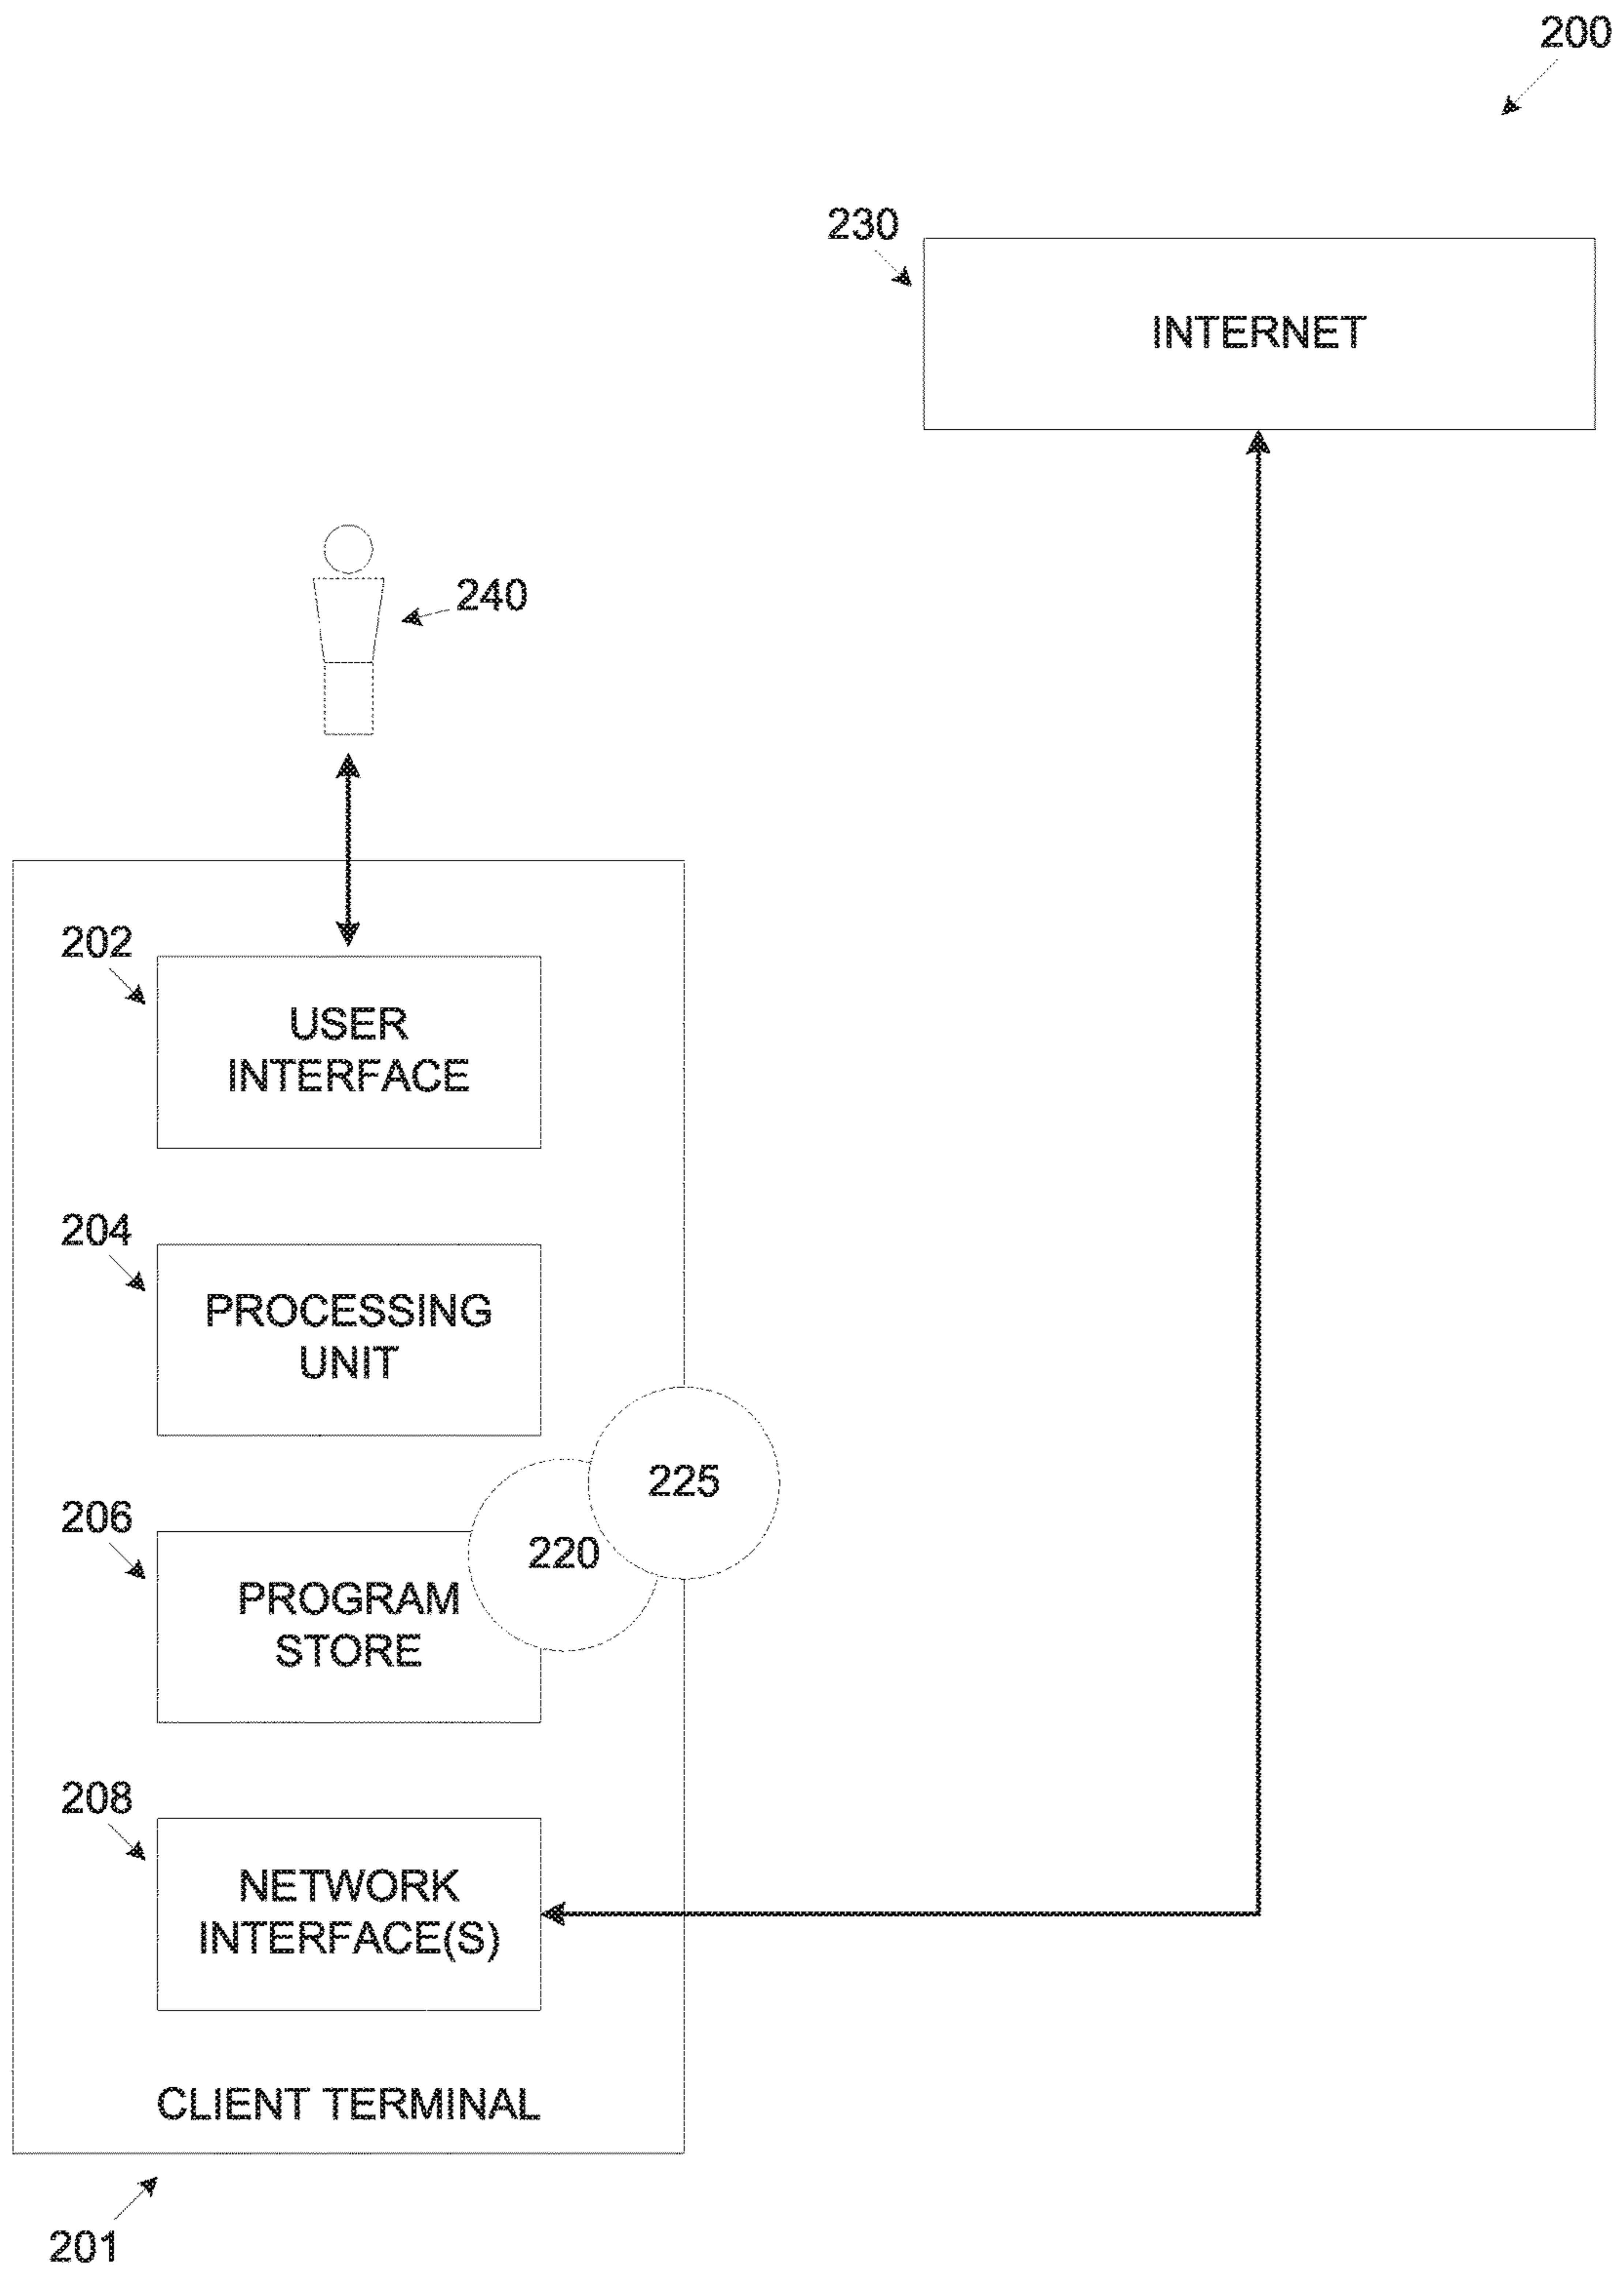 200
230
INTERNET
240
202
USER
INTERFACE
204
PROCESSING
UNIT
225
206
220
PROGRAM
STORE
208
NETWORK
INTERFACE(S)
CLIENT TERMINAL
201